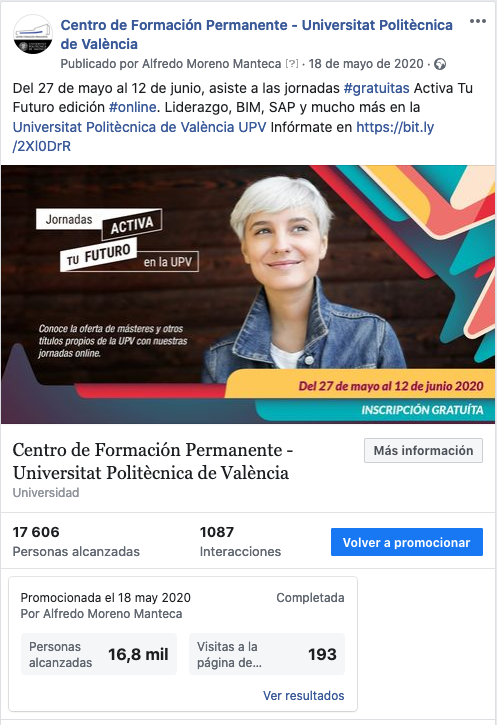 Centro de Formación Permanente - Universitat Politècnica
de València
Publicado por Alfredo Moreno Manteca [?] · 18 de mayo de 2020 ·
Del 27 de mayo al 12 de junio, asiste a las jornadas #gratuitas Activa Tu
Futuro edición #online. Liderazgo, BIM, SAP y mucho más en la
Universitat Politècnica de València UPV Infórmate en https://bit.ly
/2Xl0DrR
Jornadas ACTIVA
TU FUTURO en la UPV
Conoce la oferta de másteres y otros
títulos propios de la UPV con nuestras
jornadas online.
Del 27 de mayo al 12 de junio 2020
INSCRIPCIÓN GRATUÍTA
Centro de Formación Permanente -
Universitat Politècnica de València
Más información
Universidad
17 606 1087
Personas alcanzadas Interacciones
Volver a promocionar
Promocionada el 18 may 2020 Completada
Por Alfredo Moreno Manteca
Personas
alcanzadas 16,8 mil
Visitas a la
página de... 193
Ver resultados